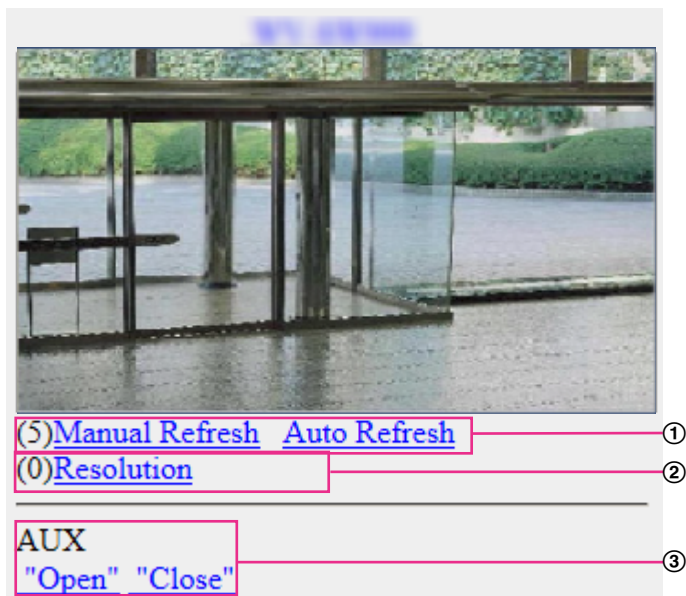 (5)Manual Refresh Auto Refresh ①
(0)Resolution ②
AUX
"Open" "Close" ③